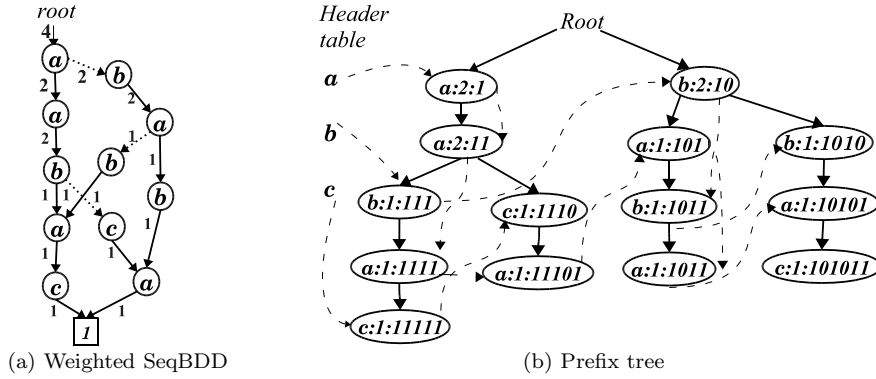 root
4
a
2
2
b
2
a
2
a
1
b
b
1
1
1
1
b
a
c
1
1
1
c
a
1
1
1
(a) Weighted SeqBDD
Header
table
a
b
c
Root
a:2:1
b:2:10
a:2:11
a:1:101
b:1:1010
b:1:111
c:1:1110
b:1:1011
a:1:10101
a:1:1111
a:1:11101
a:1:1011
c:1:101011
c:1:11111
(b) Prefix tree